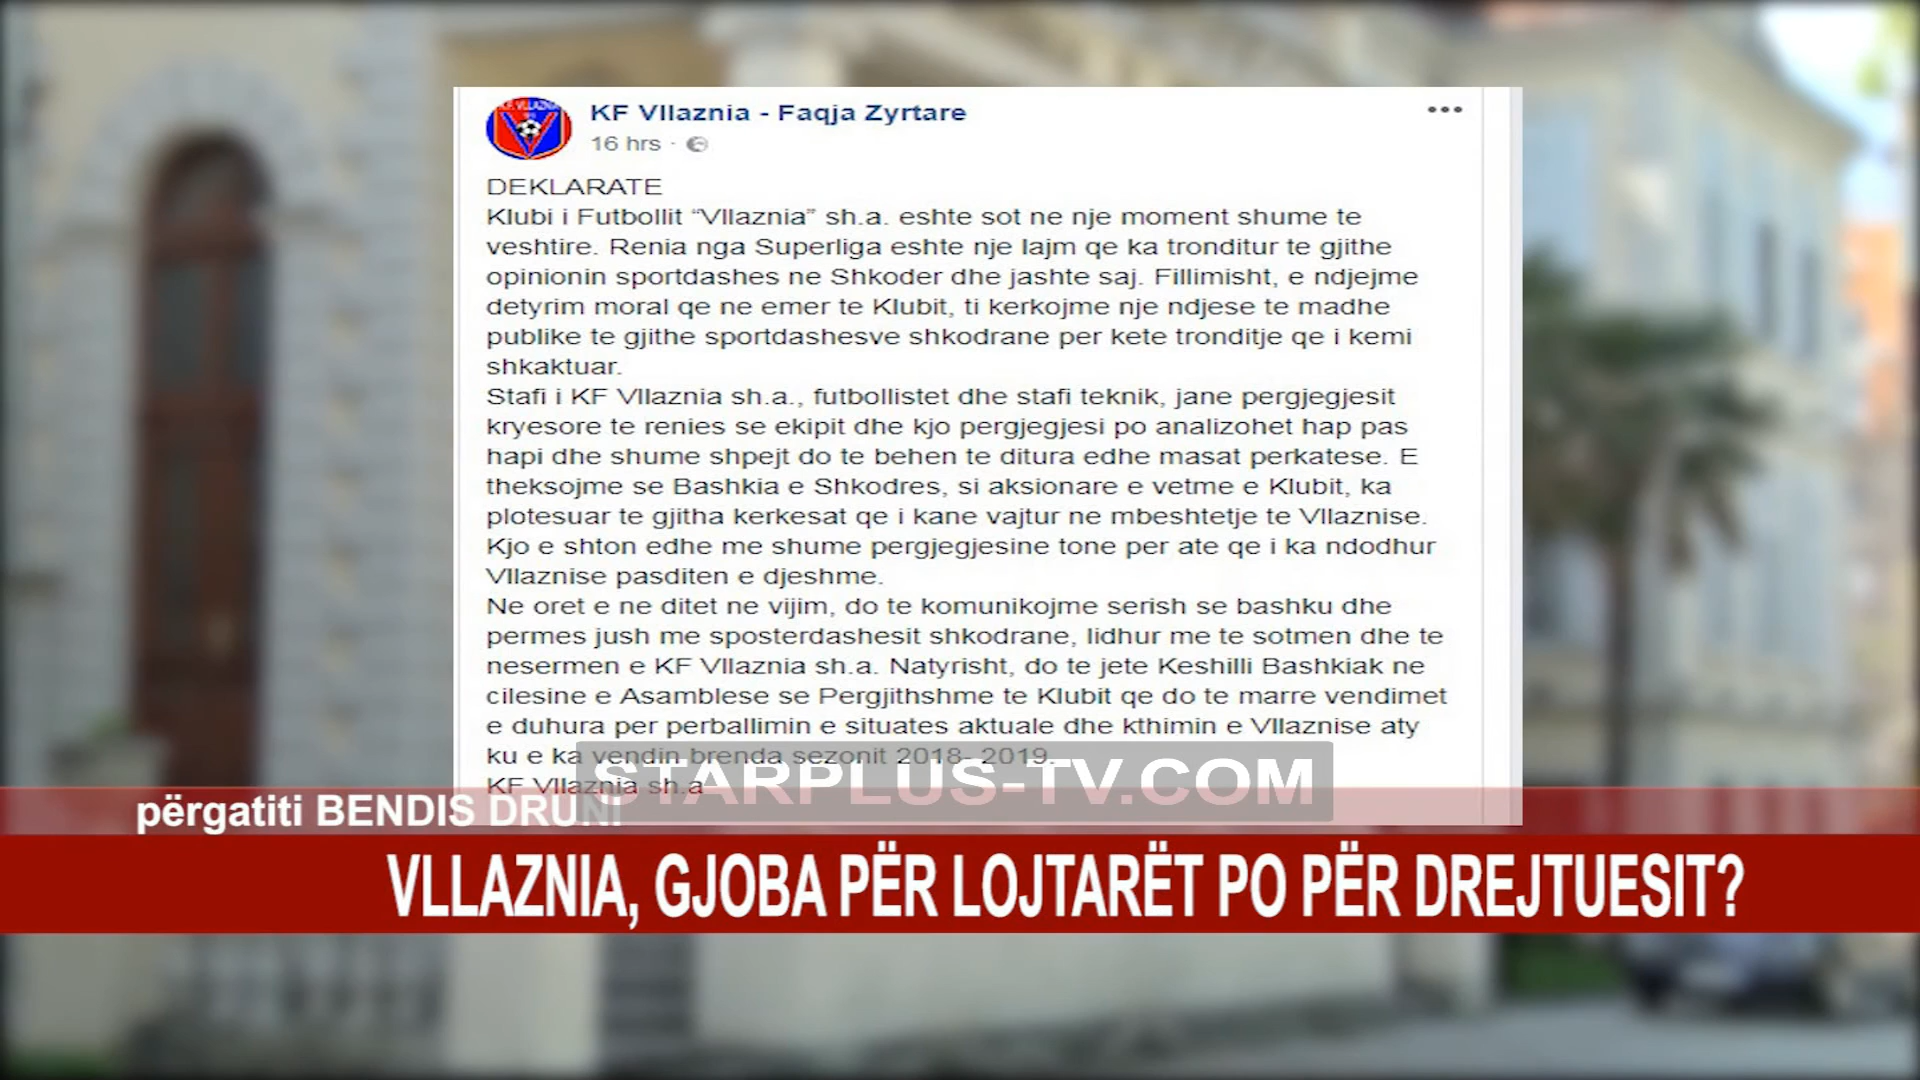 KF Vllaznia - Faqja Zyrtare
16 hrs ·
DEKLARATE
Klubi i Futbollit “Vllaznia” sh.a. eshte sot ne nje moment shume te
veshtire. Renia nga Superliga eshte nje lajm qe ka tronditur te gjithe
opinionin sportdashes ne Shkoder dhe jashte saj. Fillimisht, e ndjejme
detyrim moral qe ne emer te Klubit, ti kerkojme nje ndjese te madhe
publike te gjithe sportdashesve shkodrane per kete tronditje qe i kemi
shkaktuar.
Stafi i KF Vllaznia sh.a., futbollistet dhe stafi teknik, jane pergjegjesit
kryesore te renies se ekipit dhe kjo pergjegjesi po analizohet hap pas
hapi dhe shume shpejt do te behen te ditura edhe masat perkatese. E
theksojme se Bashkia e Shkodres, si aksionare e vetme e Klubit, ka
plotesuar te gjitha kerkesat qe i kane vajtur ne mbeshtetje te Vllaznise.
Kjo e shton edhe me shume pergjegjesine tone per ate qe i ka ndodhur
Vllaznise pasditen e djeshme.
Ne oret e ne ditet ne vijim, do te komunikojme serish se bashku dhe
permes jush me sposterdashesit shkodrane, lidhur me te sotmen dhe te
nesermen e KF Vllaznia sh.a. Natyrisht, do te jete Keshilli Bashkiak ne
cilesine e Asamblese se Pergjithshme te Klubit qe do te marre vendimet
e duhura per perballimin e situates aktuale dhe kthimin e Vllaznise aty
ku e ka vendin brenda sezonit 2018- 2019.
KF Vllaznia sh.a
STARPLUS-TV.COM
përgatiti BENDIS DRUNI
VLLAZNIA, GJOBA PËR LOJTARËT PO PËR DREJTUESIT?